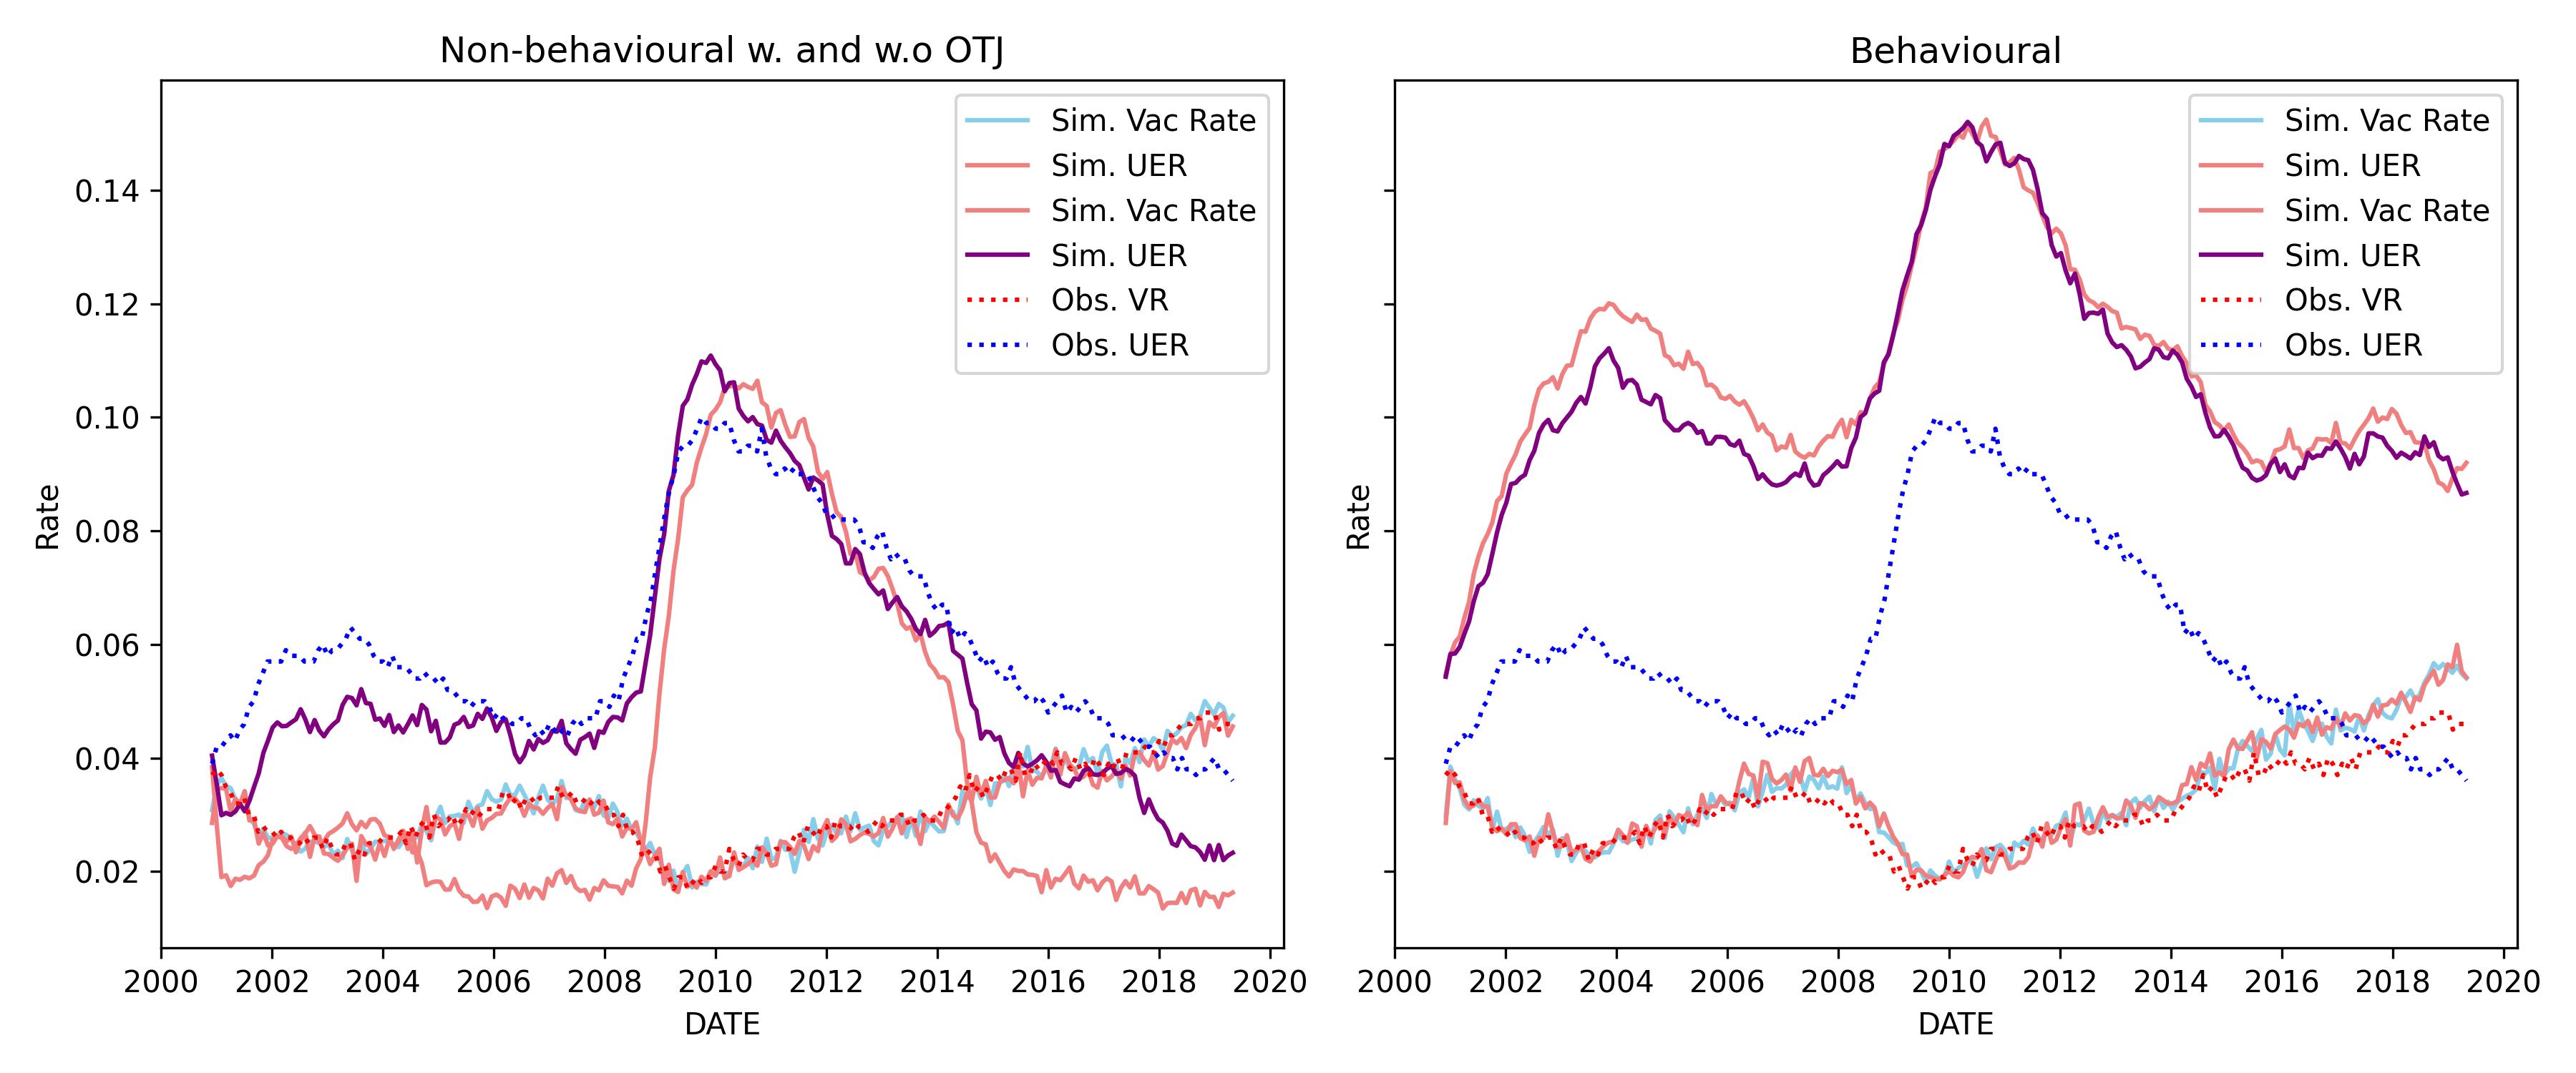 Non-behavioural w. and w.o OTJ
Rate
0.14
0.12
0.10
0.08
0.06
0.04
0.02
Sim. Vac Rate
Sim. UER
Sim. Vac Rate
Sim. UER
Obs. VR
Obs. UER
2000 2002 2004 2006 2008 2010 2012 2014 2016 2018 2020
DATE
Behavioural
Rate
Sim. Vac Rate
Sim. UER
Sim. Vac Rate
Sim. UER
Obs. VR
Obs. UER
2000 2002 2004 2006 2008 2010 2012 2014 2016 2018 2020
DATE